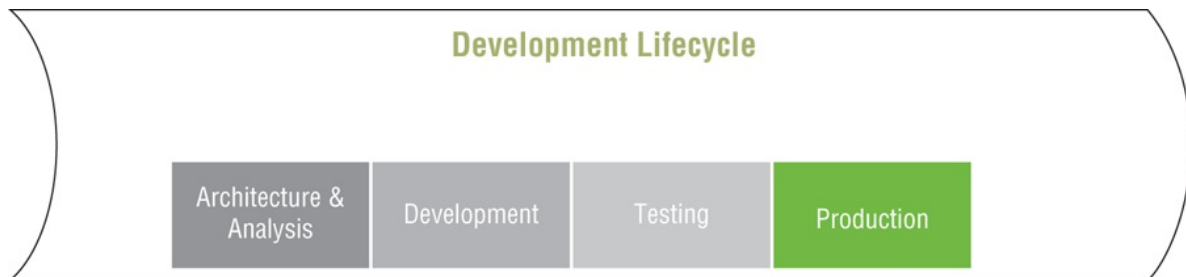 Development Lifecycle
Architecture &
Analysis
Development
Testing
Production